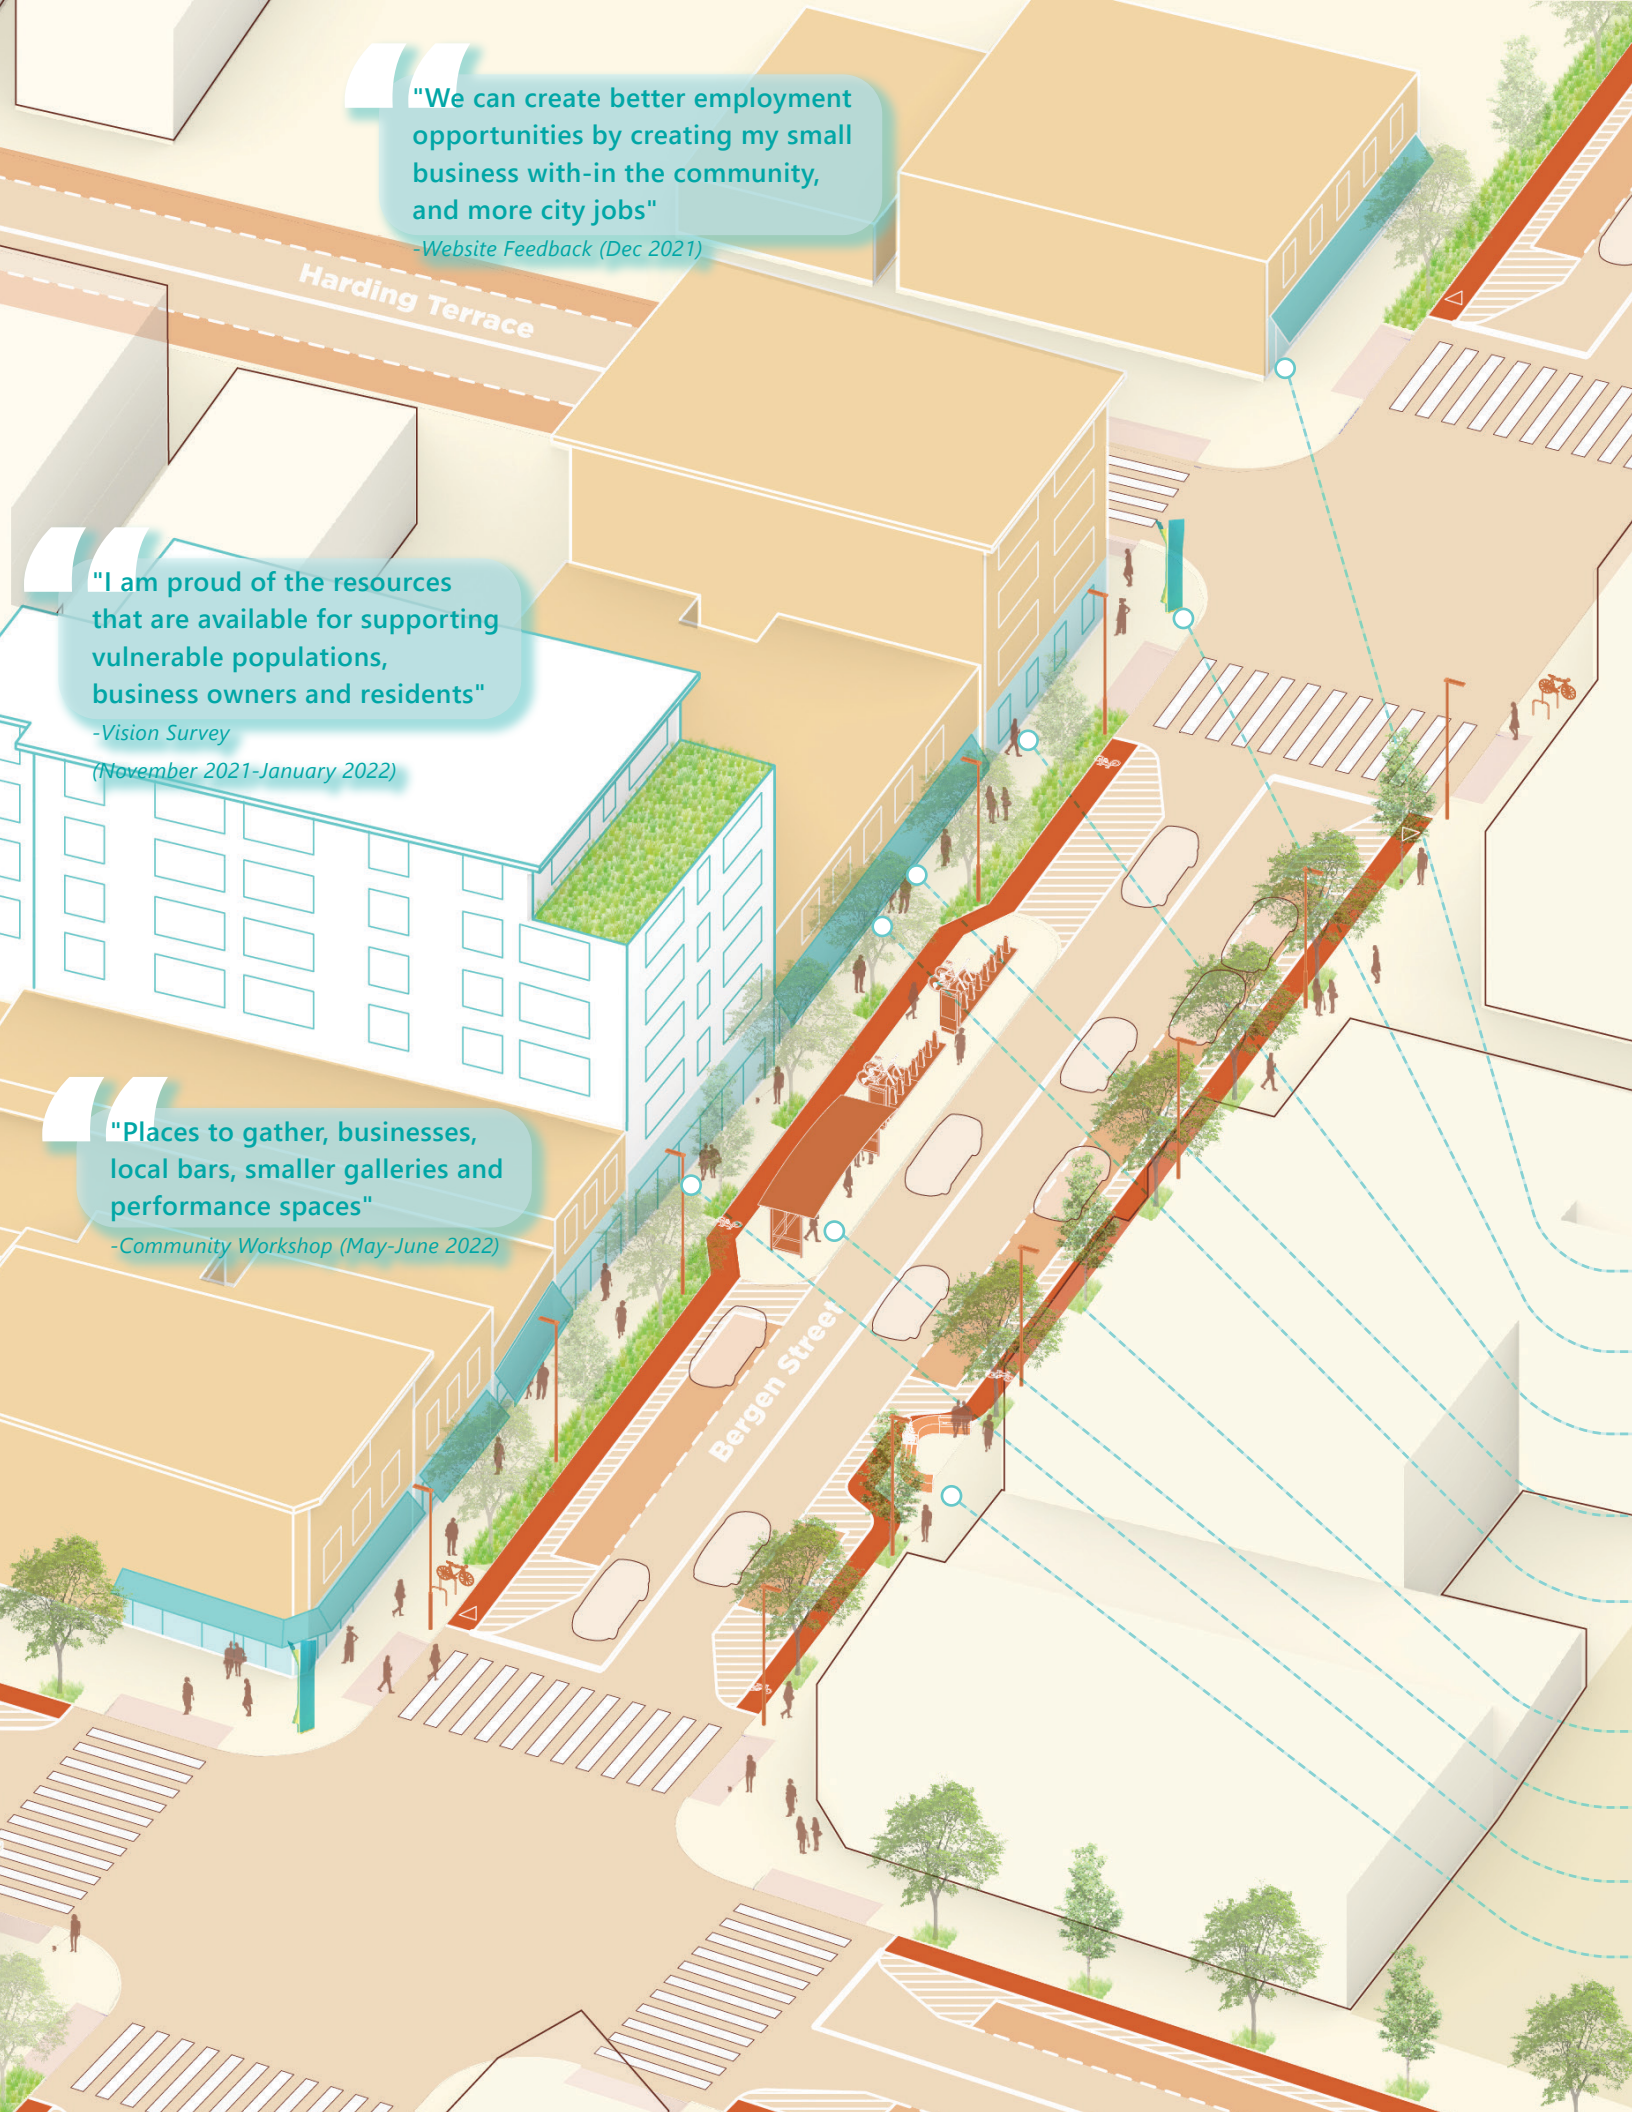 "We can create better employment
opportunities by creating my small
business with-in the community,
and more city jobs"
-Website Feedback (Dec 2021)
Harding Terrace
"I am proud of the resources
that are available for supporting
vulnerable populations,
business owners and residents"
-Vision Survey
(November 2021-January 2022)
"Places to gather, businesses,
local bars, smaller galleries and
performance spaces"
-Community Workshop (May-June 2022)
Bergen Street